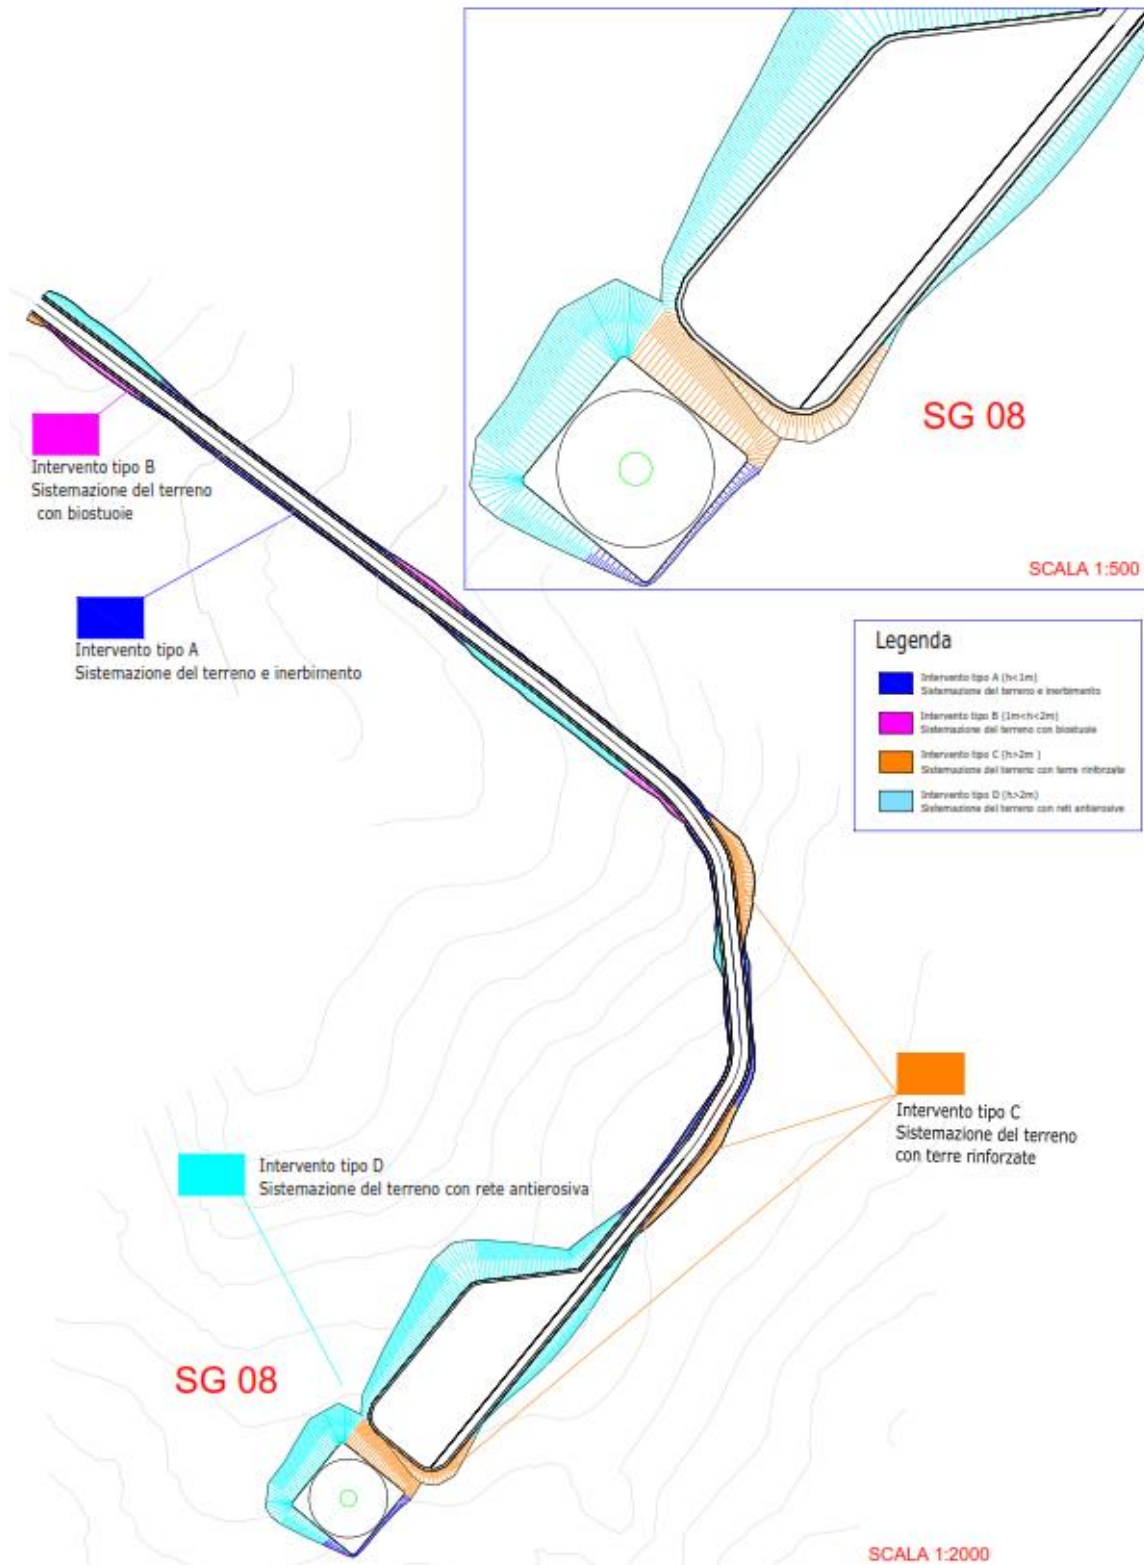 SG 08
SCALA 1:500
Intervento tipo B
Sistemazione del terreno
con biostuoie
Intervento tipo A
Sistemazione del terreno e inerbimento
Legenda
Intervento tipo A (h<1m)
Sistemazione del terreno e inerbimento
Intervento tipo B (1m<h<2m)
Sistemazione del terreno con biostuoie
Intervento tipo C (h>2m )
Sistemazione del terreno con terre rinforzate
Intervento tipo D (h>2m)
Sistemazione del terreno con reti antierosive
Intervento tipo C
Sistemazione del terreno
con terre rinforzate
Intervento tipo D
Sistemazione del terreno con rete antierosiva
SG 08
SCALA 1:2000